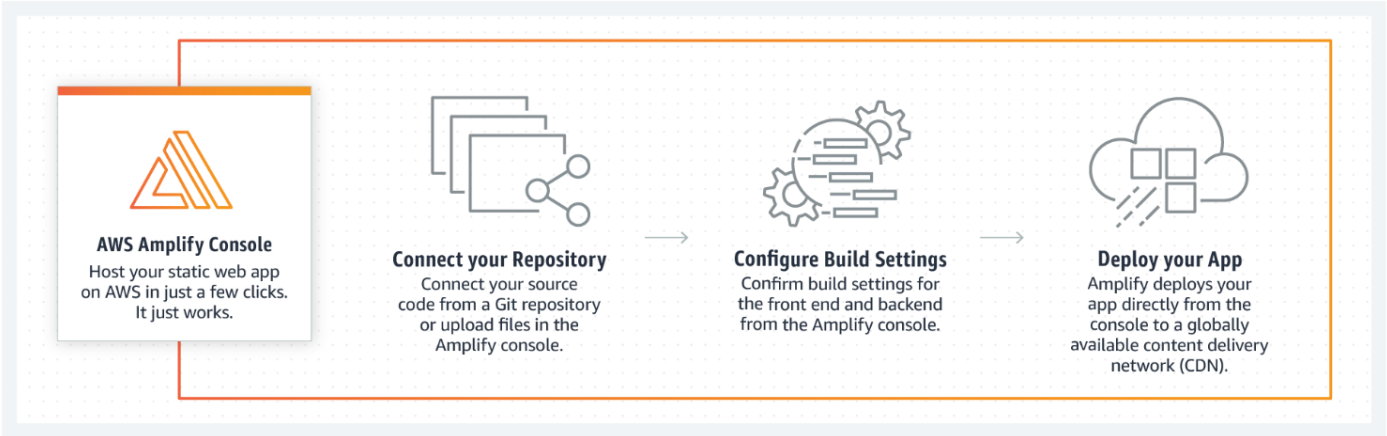 AWS Amplify Console
Host your static web app
on AWS in just a few clicks.
It just works.
Connect your Repository
Connect your source
code from a Git repository
or upload files in the
Amplify console.
Configure Build Settings
Confirm build settings for
the front end and backend
from the Amplify console.
Deploy your App
Amplify deploys your
app directly from the
console to a globally
available content delivery
network (CDN).